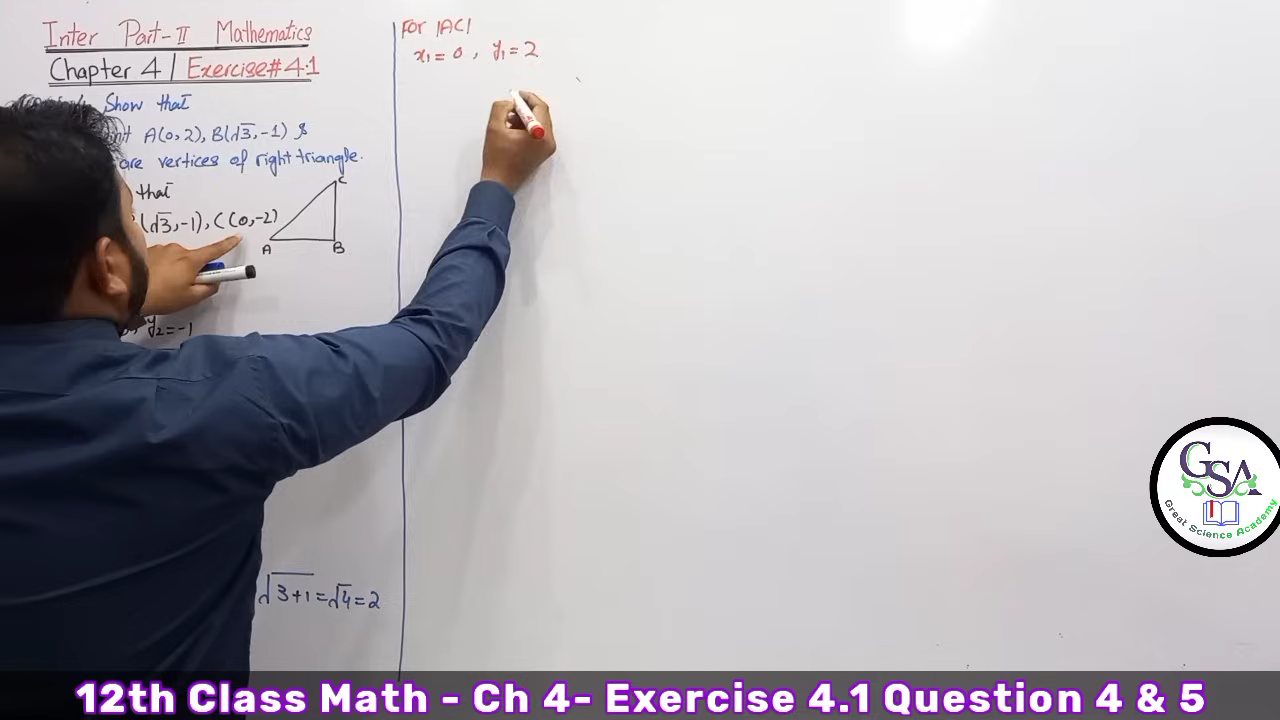 Inter Part-II Mathematics
Chapter 4 / Exercise# 4.1
Show that
A(0,2), B(√3,-1) &
are vertices of right triangle.
that
(√3,-1), C(0,-2)
C
A B
y₂=-1
√3+1=√4=2
For |AC|
x₁=0, y₁=2
GSA
Great Science Academy
12th Class Math - Ch 4- Exercise 4.1 Question 4 & 5